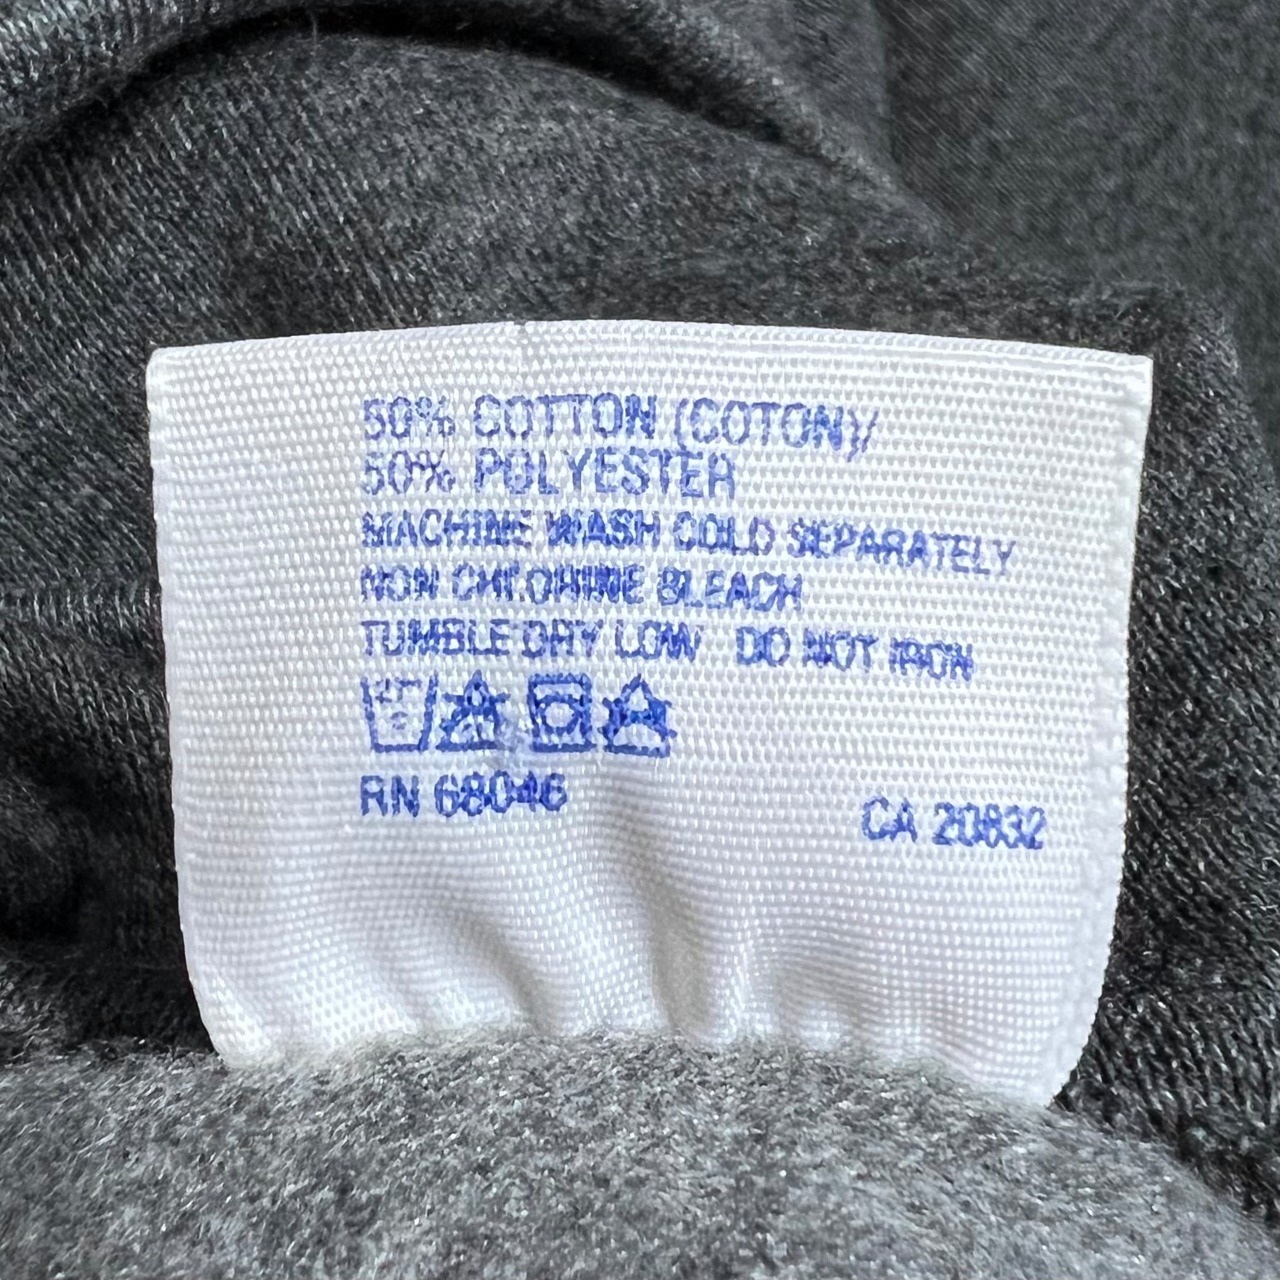 50% COTTON (COTON)/
50% POLYESTER
MACHINE WASH COLD SEPARATELY
NON CHLORINE BLEACH
TUMBLE DRY LOW DO NOT IRON
RN 68046
CA 20832